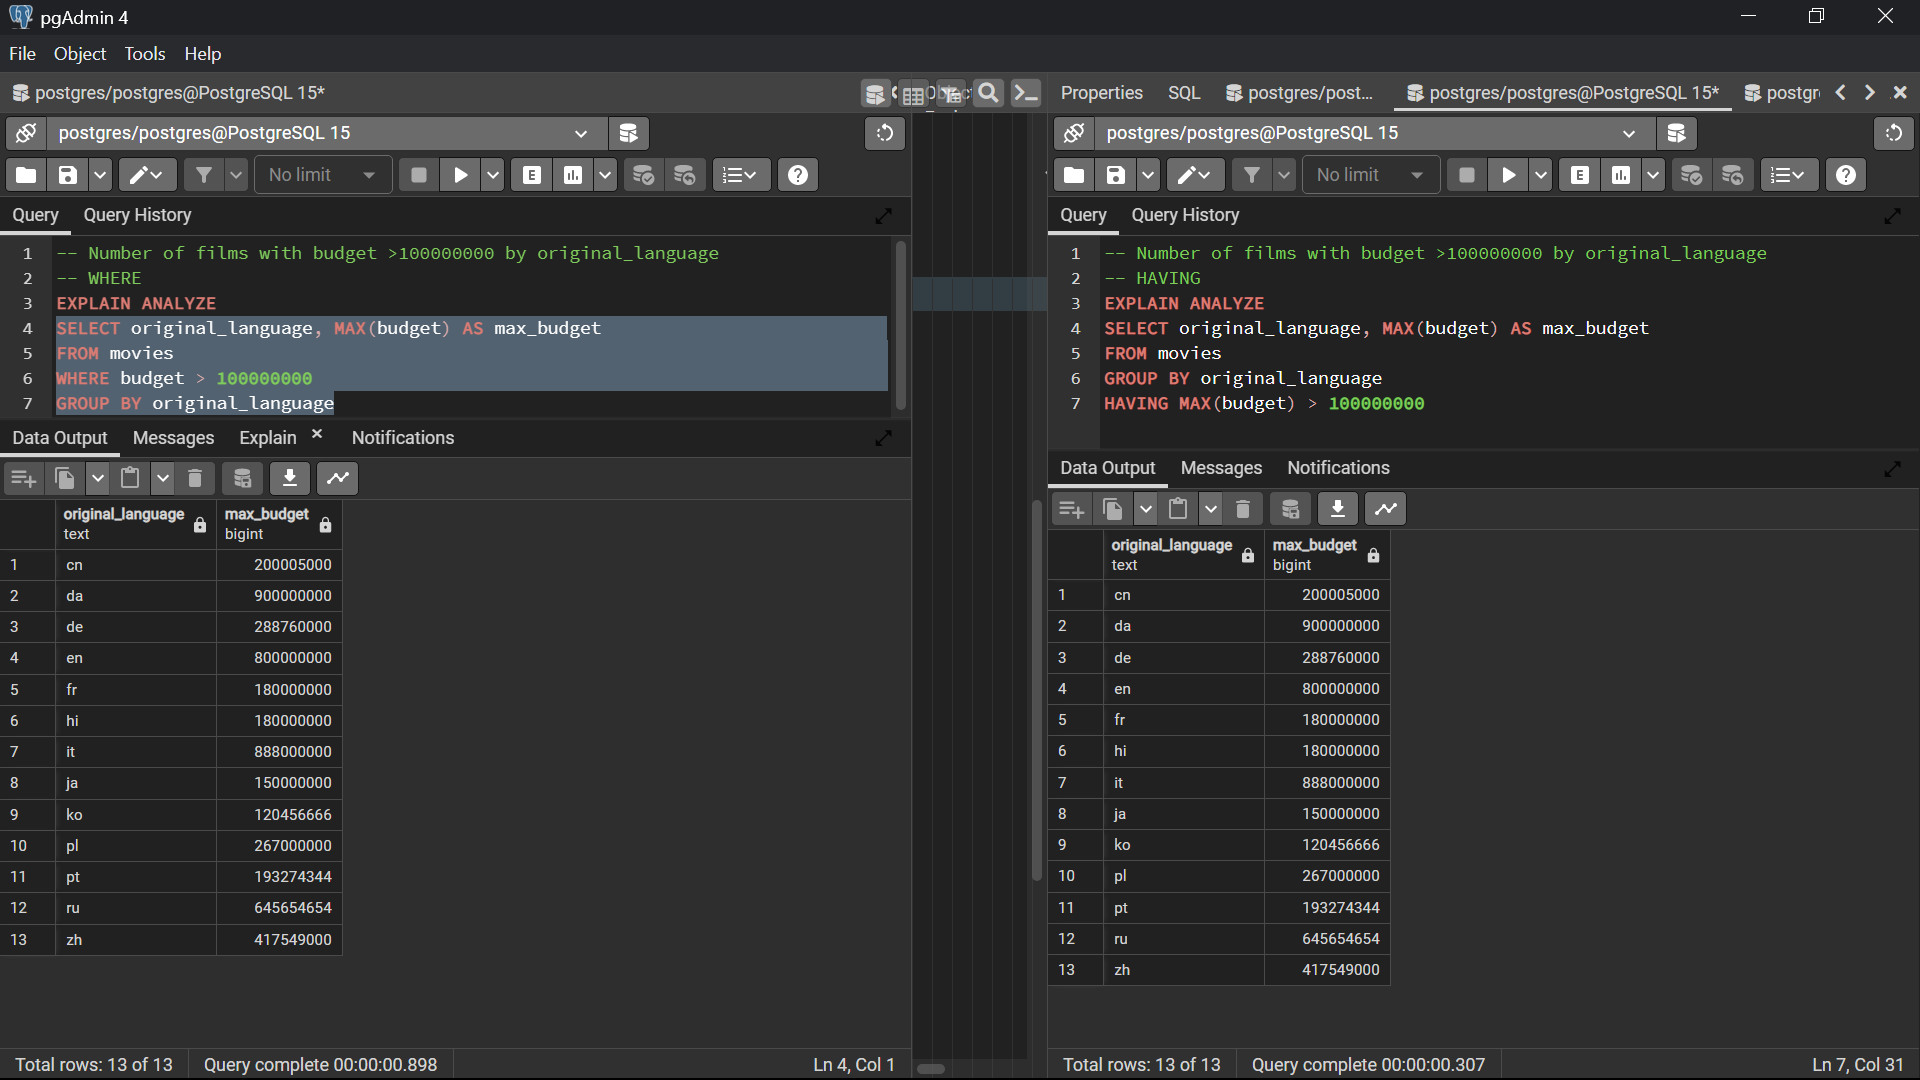 pgAdmin 4
File Object Tools Help
postgres/postgres@PostgreSQL 15*
postgres/postgres@PostgreSQL 15
No limit
E
Query Query History
1 -- Number of films with budget >100000000 by original_language
2 -- WHERE
3 EXPLAIN ANALYZE
4 SELECT original_language, MAX(budget) AS max_budget
5 FROM movies
6 WHERE budget > 100000000
7 GROUP BY original_language
Data Output Messages Explain Notifications
original_language max_budget
text bigint
1 cn 200005000
2 da 900000000
3 de 288760000
4 en 800000000
5 fr 180000000
6 hi 180000000
7 it 888000000
8 ja 150000000
9 ko 120456666
10 pl 267000000
11 pt 193274344
12 ru 645654654
13 zh 417549000
Total rows: 13 of 13 Query complete 00:00:00.898 Ln 4, Col 1
Properties SQL postgres/post... postgres/postgres@PostgreSQL 15* postgr
postgres/postgres@PostgreSQL 15
No limit
E
Query Query History
1 -- Number of films with budget >100000000 by original_language
2 -- HAVING
3 EXPLAIN ANALYZE
4 SELECT original_language, MAX(budget) AS max_budget
5 FROM movies
6 GROUP BY original_language
7 HAVING MAX(budget) > 100000000
Data Output Messages Notifications
original_language max_budget
text bigint
1 cn 200005000
2 da 900000000
3 de 288760000
4 en 800000000
5 fr 180000000
6 hi 180000000
7 it 888000000
8 ja 150000000
9 ko 120456666
10 pl 267000000
11 pt 193274344
12 ru 645654654
13 zh 417549000
Total rows: 13 of 13 Query complete 00:00:00.307 Ln 7, Col 31